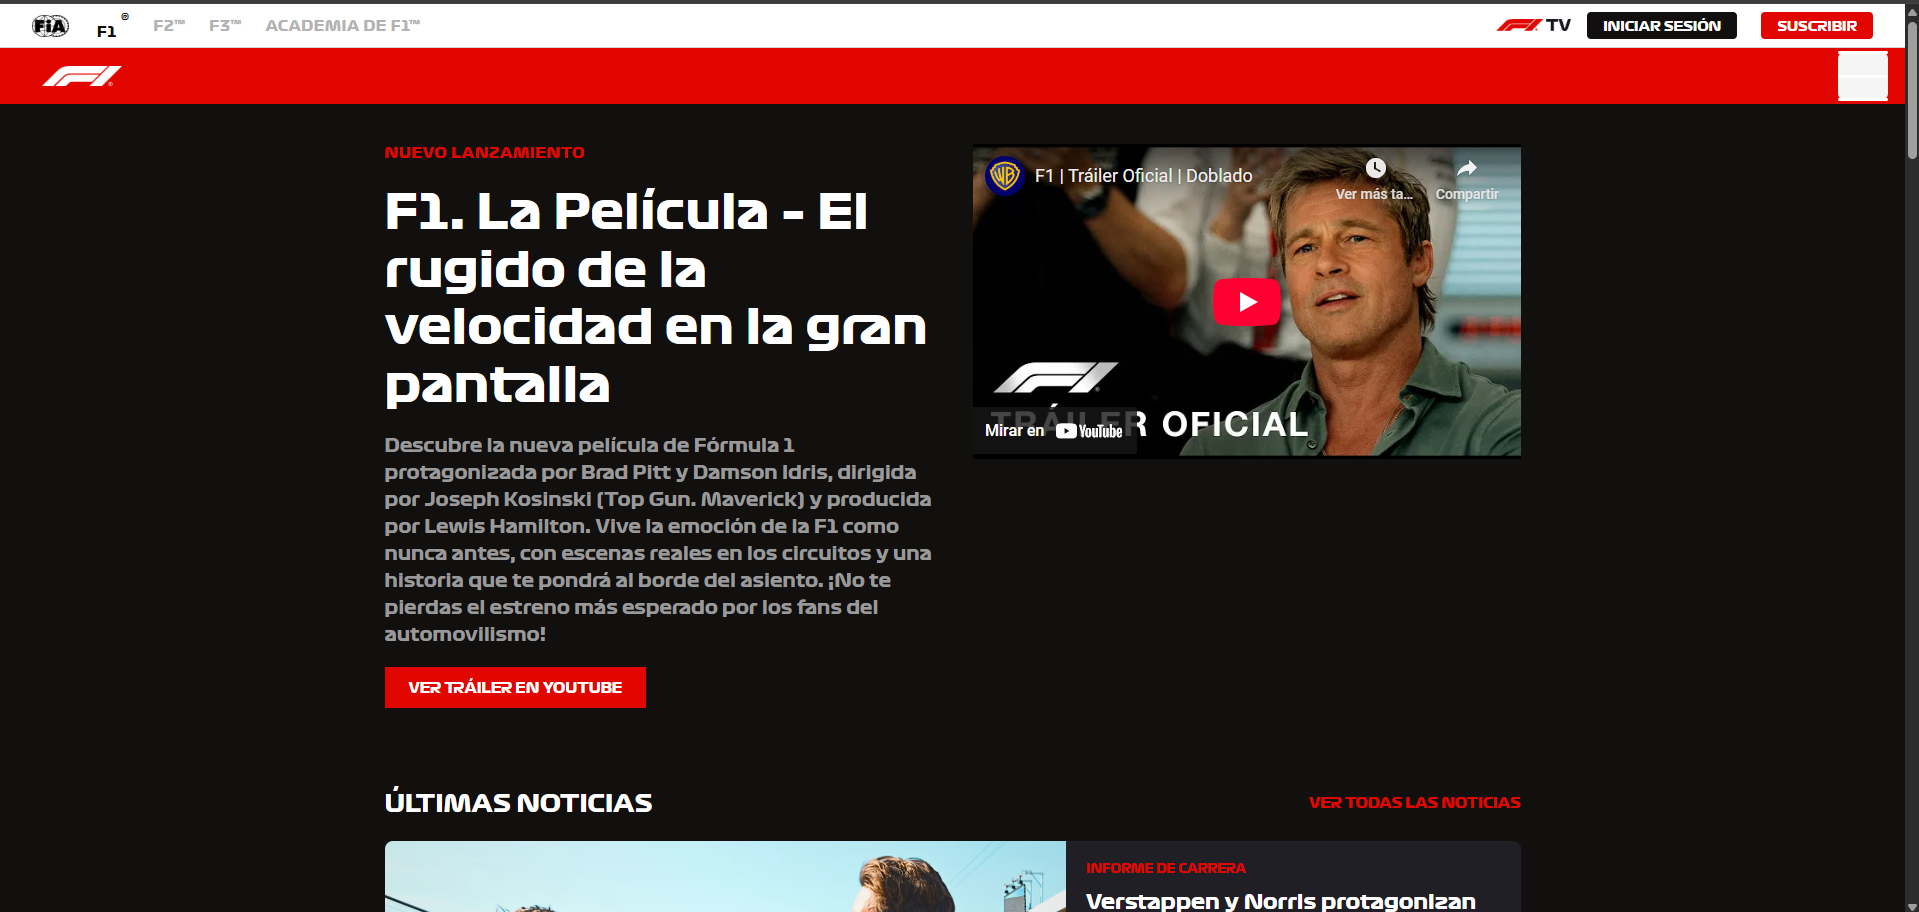 FiA
F1
®
F2™
F3™
ACADEMIA DE F1™
F1 TV
INICIAR SESIÓN
SUSCRIBIR
F1®
NUEVO LANZAMIENTO
F1. La Película - El
rugido de la
velocidad en la gran
pantalla
Descubre la nueva película de Fórmula 1
protagonizada por Brad Pitt y Damson Idris, dirigida
por Joseph Kosinski (Top Gun. Maverick) y producida
por Lewis Hamilton. Vive la emoción de la F1 como
nunca antes, con escenas reales en los circuitos y una
historia que te pondrá al borde del asiento. ¡No te
pierdas el estreno más esperado por los fans del
automovilismo!
VER TRÁILER EN YOUTUBE
WB
F1 | Tráiler Oficial | Doblado
Ver más ta...
Compartir
F1®
TRÁILER OFICIAL
Mirar en YouTube
ÚLTIMAS NOTICIAS
VER TODAS LAS NOTICIAS
INFORME DE CARRERA
Verstappen y Norris protagonizan